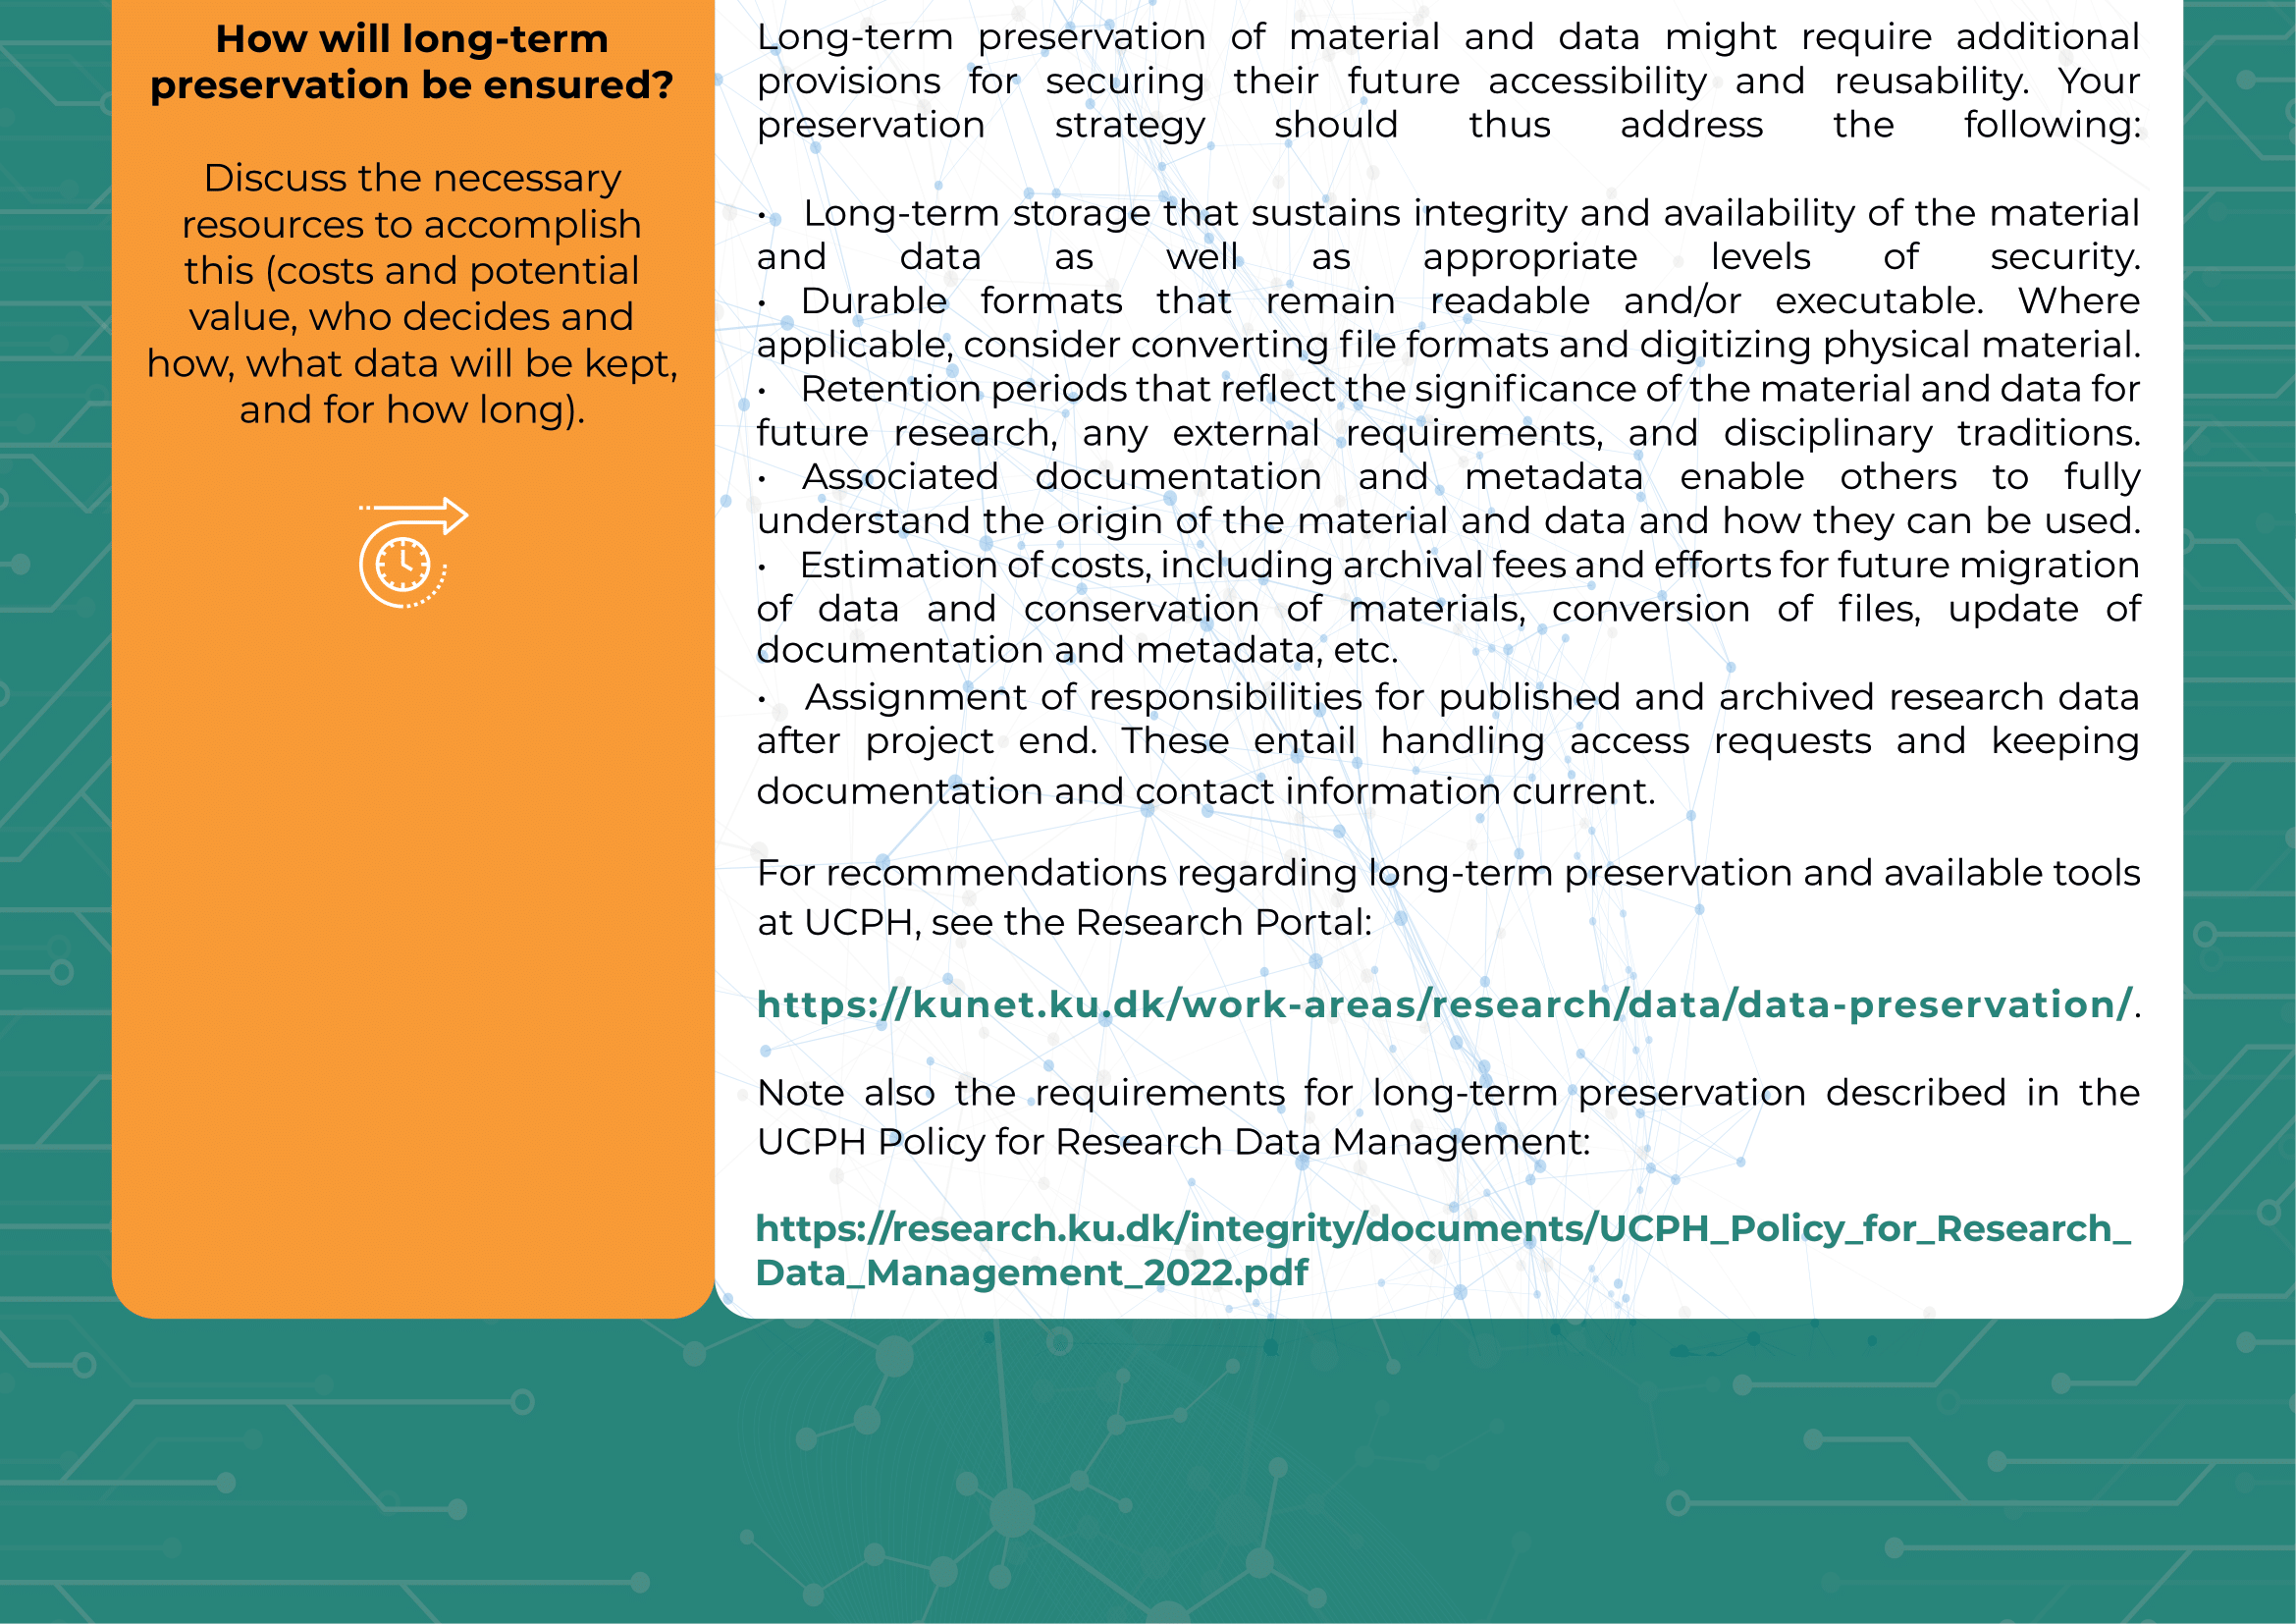 How will long-term
preservation be ensured?
Discuss the necessary
resources to accomplish
this (costs and potential
value, who decides and
how, what data will be kept,
and for how long).
Long-term preservation of material and data might require additional
provisions for securing their future accessibility and reusability. Your
preservation strategy should thus address the following:
• Long-term storage that sustains integrity and availability of the material
and data as well as appropriate levels of security.
• Durable formats that remain readable and/or executable. Where
applicable, consider converting file formats and digitizing physical material.
• Retention periods that reflect the significance of the material and data for
future research, any external requirements, and disciplinary traditions.
• Associated documentation and metadata enable others to fully
understand the origin of the material and data and how they can be used.
• Estimation of costs, including archival fees and efforts for future migration
of data and conservation of materials, conversion of files, update of
documentation and metadata, etc.
• Assignment of responsibilities for published and archived research data
after project end. These entail handling access requests and keeping
documentation and contact information current.
For recommendations regarding long-term preservation and available tools
at UCPH, see the Research Portal:
https://kunet.ku.dk/work-areas/research/data/data-preservation/.
Note also the requirements for long-term preservation described in the
UCPH Policy for Research Data Management:
https://research.ku.dk/integrity/documents/UCPH_Policy_for_Research_
Data_Management_2022.pdf